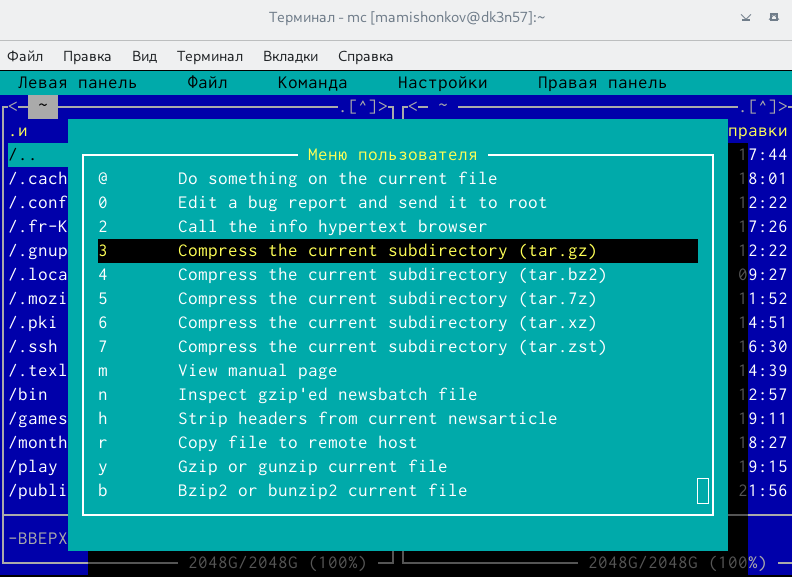 Терминал - mc [mamishonkov@dk3n57]:~
Файл Правка Вид Терминал Вкладки Справка
Левая панель Файл Команда Настройки Правая панель
<─ ~ .[^]> <─ ~ .[^]>
.и правки
/.. 17:44
Меню пользователя
/.cach @ Do something on the current file 18:01
/.conf 0 Edit a bug report and send it to root 12:22
/.fr-K 2 Call the info hypertext browser 17:26
/.gnup 3 Compress the current subdirectory (tar.gz) 12:22
/.loca 4 Compress the current subdirectory (tar.bz2) 09:27
/.mozi 5 Compress the current subdirectory (tar.7z) 11:52
/.pki 6 Compress the current subdirectory (tar.xz) 14:51
/.ssh 7 Compress the current subdirectory (tar.zst) 16:30
/.texl m View manual page 14:39
/bin n Inspect gzip'ed newsbatch file 12:57
/games h Strip headers from current newsarticle 19:11
/month r Copy file to remote host 18:27
/play y Gzip or gunzip current file 19:15
/publi b Bzip2 or bunzip2 current file 21:56
-ВВЕРХ
2048G/2048G (100%) 2048G/2048G (100%)